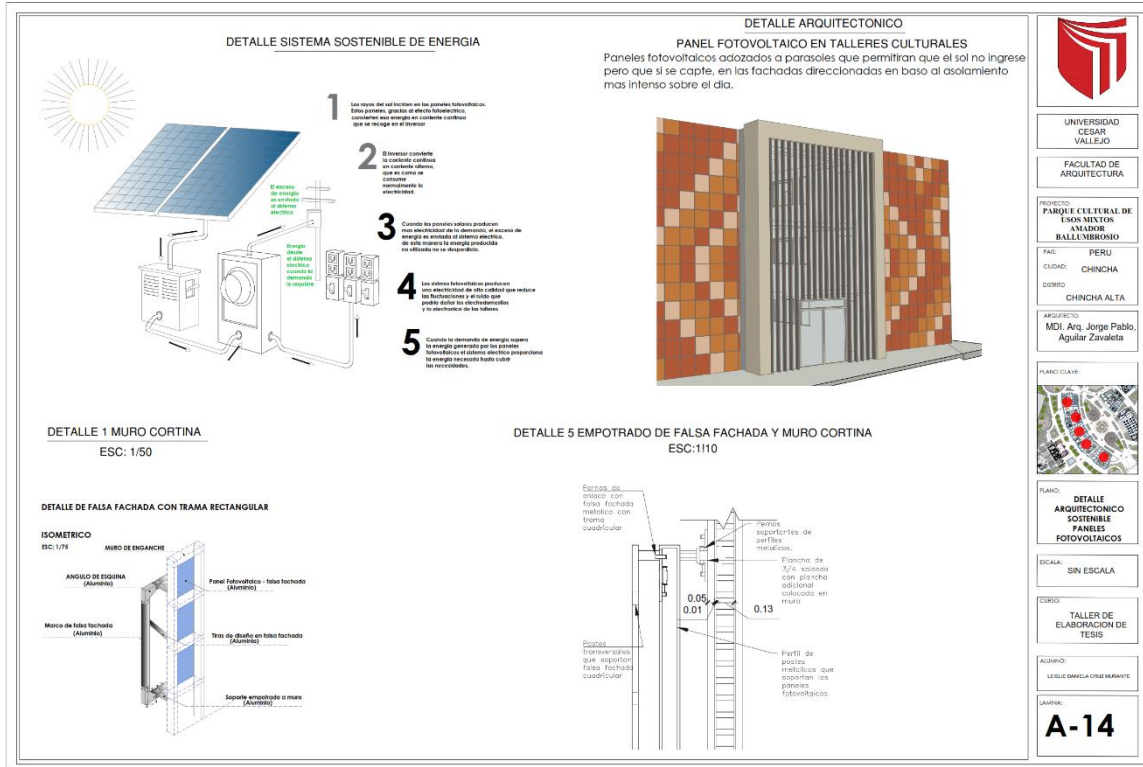 DETALLE SISTEMA SOSTENIBLE DE ENERGIA
1
Los rayos del sol inciden en los paneles fotovoltaicos.
Estos paneles, gracias al efecto fotoelectrico,
convierten esa energia en corriente continua
que se recoge en el inversor
2
El inversor convierte
la corriente continua
en corriente alterna,
que es como se
consume
normalmente la
electricidad.
El exceso
de energia
es enviado
al sistema
electrico
Energia
desde
el sistema
electrico
cuando la
demanda
lo requiere
3
Cuando los paneles solares producen
mas electricidad de la demanda, el exceso de
energia es enviada al sistema electrico.
de esta manera la energia producida
no utilizada no se desperdicia.
4
Los sistemas fotovoltaicos producen
una electricidad de alta calidad que reduce
las fluctuaciones y el ruido que
podria dañar los electrodomesticos
y la electronica de los talleres
5
Cuando la demanda de energia supera
la energia generada por los paneles
fotovoltaicos el sistema electrico proporciona
la energia necesaria hasta cubrir
las necesidades.
DETALLE ARQUITECTONICO
PANEL FOTOVOLTAICO EN TALLERES CULTURALES
Paneles fotovoltaicos adozados a parasoles que permitiran que el sol no ingrese
pero que si se capte, en las fachadas direccionadas en base al asolamiento
mas intenso sobre el dia.
DETALLE 1 MURO CORTINA
ESC: 1/50
DETALLE DE FALSA FACHADA CON TRAMA RECTANGULAR
ISOMETRICO
ESC: 1/75
MURO DE ENGANCHE
ANGULO DE ESQUINA
(Aluminio)
Panel Fotovoltaico - falsa fachada
(Aluminio)
Marco de falsa fachada
(Aluminio)
Tiras de diseño en falsa fachada
(Aluminio)
Soporte empotrado a muro
(Aluminio)
DETALLE 5 EMPOTRADO DE FALSA FACHADA Y MURO CORTINA
ESC:1!10
Pernos de
enlace con
falsa fachada
metalica con
trama
cuadricular
Pernos
soportantes de
perfiles
metalicos.
Plancha de
3/4 soldada
con plancha
adicional
colocada en
muro
0.05
0.01
0.13
Postes
transversales
que soportan
falsa fachada
cuadricular
Perfil de
postes
metalicos que
soportan los
paneles
fotovoltaicos
UNIVERSIDAD
CESAR
VALLEJO
FACULTAD DE
ARQUITECTURA
PROYECTO:
PARQUE CULTURAL DE
USOS MIXTOS
AMADOR
BALLUMBROSIO
PAIS: PERU
CIUDAD: CHINCHA
DISTRITO
CHINCHA ALTA
ARQUITECTO
MDI. Arq. Jorge Pablo,
Aguilar Zavaleta
PLANO CLAVE:
PLANO:
DETALLE
ARQUITECTONICO
SOSTENIBLE
PANELES
FOTOVOLTAICOS
ESCALA:
SIN ESCALA
CURSO:
TALLER DE
ELABORACION DE
TESIS
ALUMNO:
LEISLIE DANIELA CRUZ MURANTE
LAMINA:
A-14